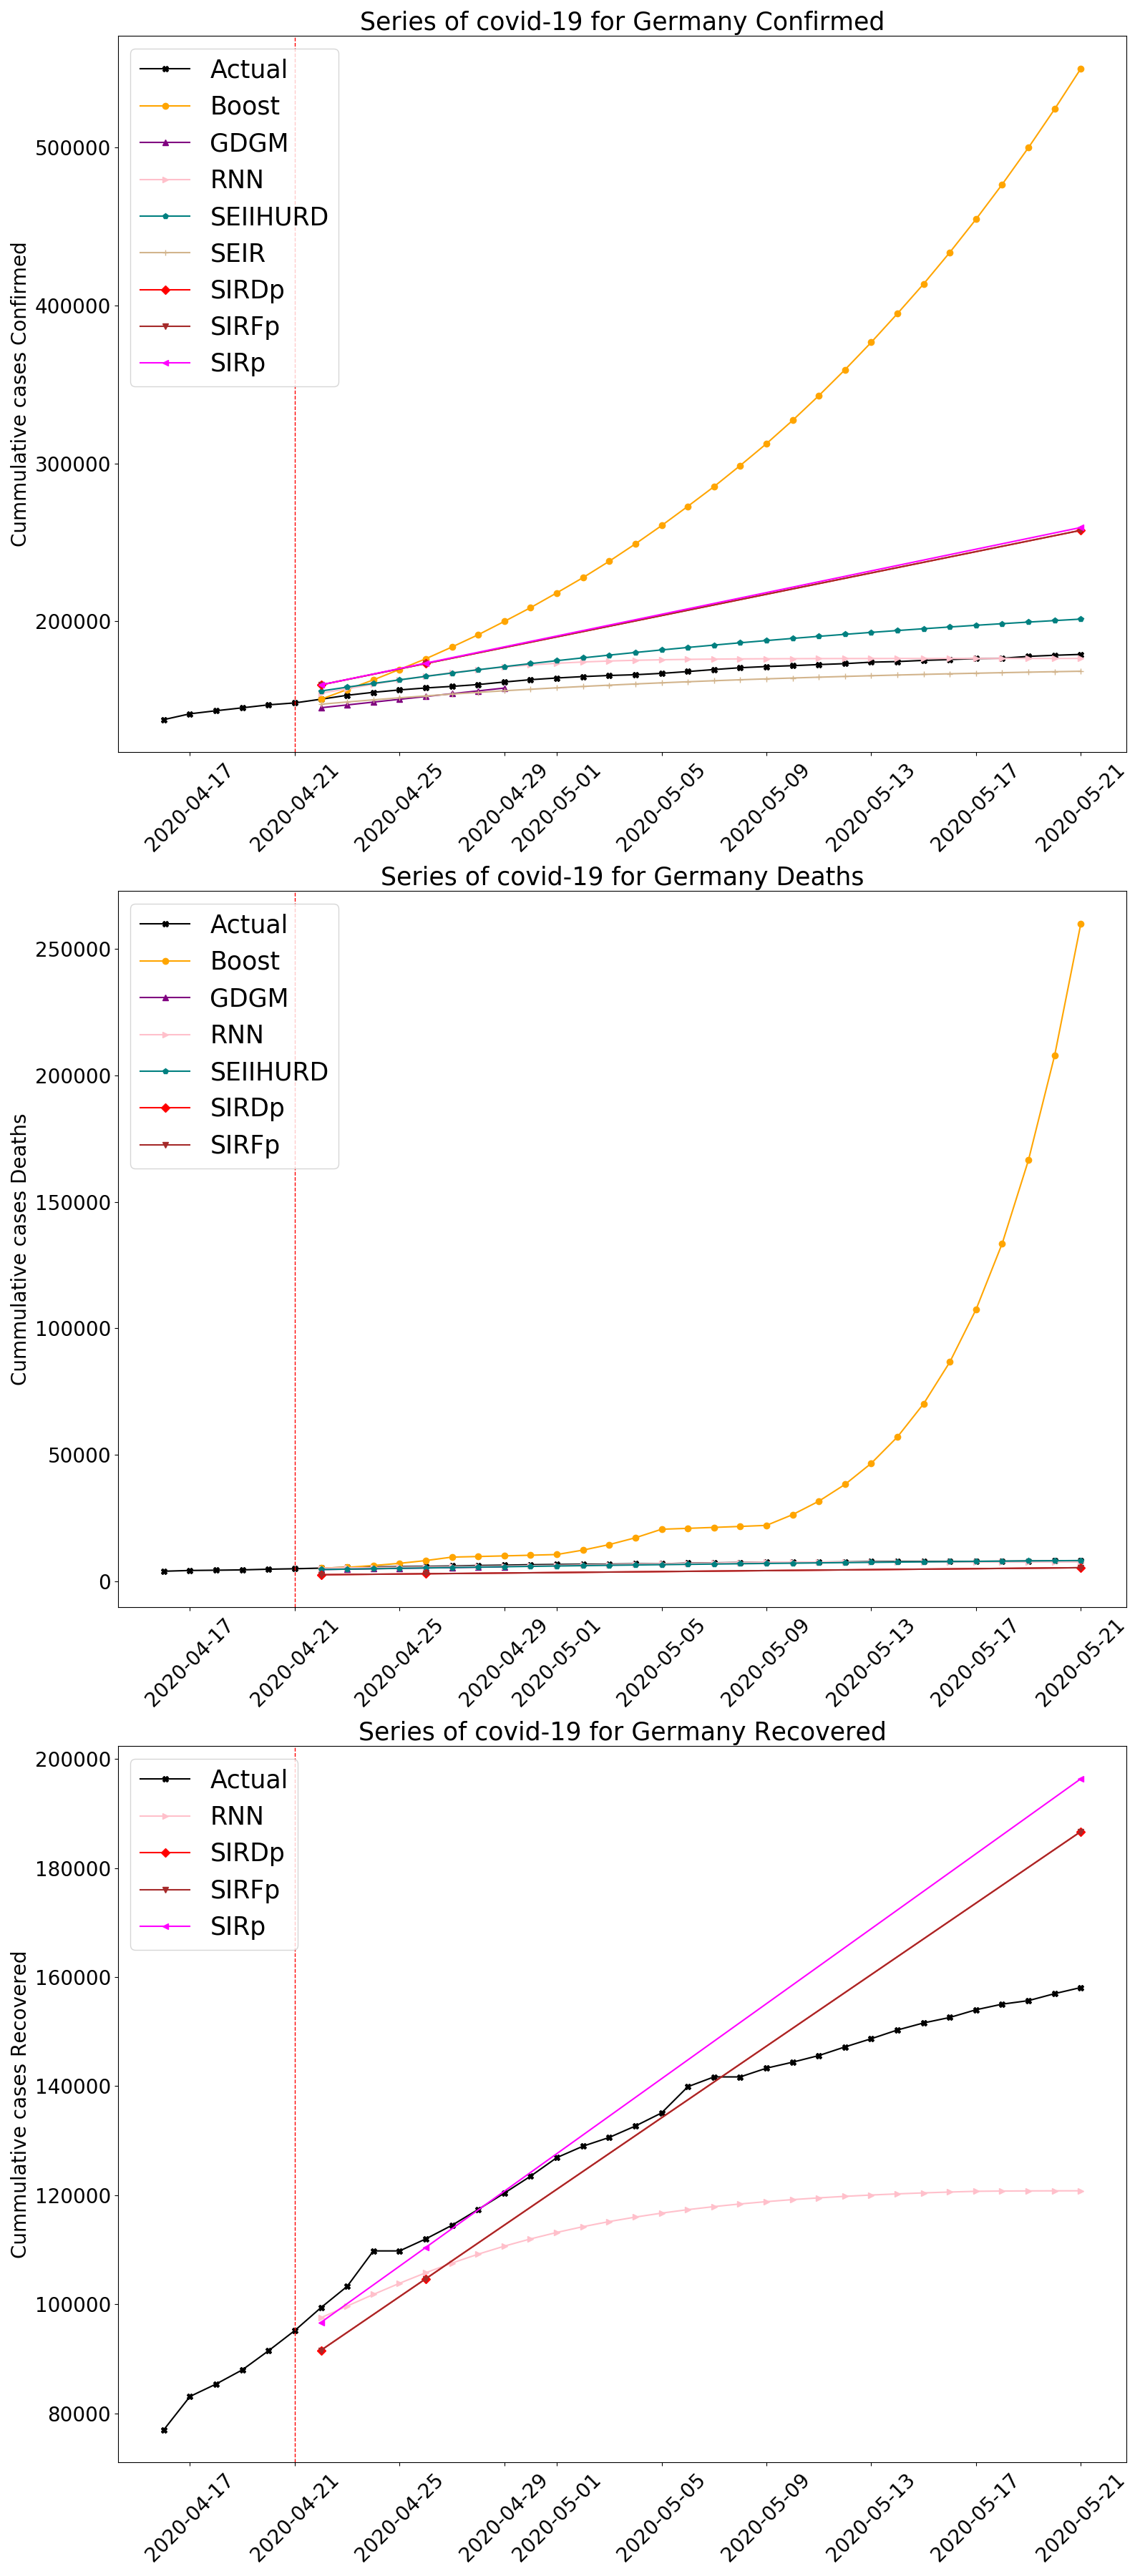 Series of covid-19 for Germany Confirmed
Cummulative cases Confirmed
500000
400000
300000
200000
Actual
Boost
GDGM
RNN
SEIIHURD
SEIR
SIRDp
SIRFp
SIRp
2020-04-17
2020-04-21
2020-04-25
2020-04-29
2020-05-01
2020-05-05
2020-05-09
2020-05-13
2020-05-17
2020-05-21
Series of covid-19 for Germany Deaths
Cummulative cases Deaths
250000
200000
150000
100000
50000
0
Actual
Boost
GDGM
RNN
SEIIHURD
SIRDp
SIRFp
2020-04-17
2020-04-21
2020-04-25
2020-04-29
2020-05-01
2020-05-05
2020-05-09
2020-05-13
2020-05-17
2020-05-21
Series of covid-19 for Germany Recovered
Cummulative cases Recovered
200000
180000
160000
140000
120000
100000
80000
Actual
RNN
SIRDp
SIRFp
SIRp
2020-04-17
2020-04-21
2020-04-25
2020-04-29
2020-05-01
2020-05-05
2020-05-09
2020-05-13
2020-05-17
2020-05-21